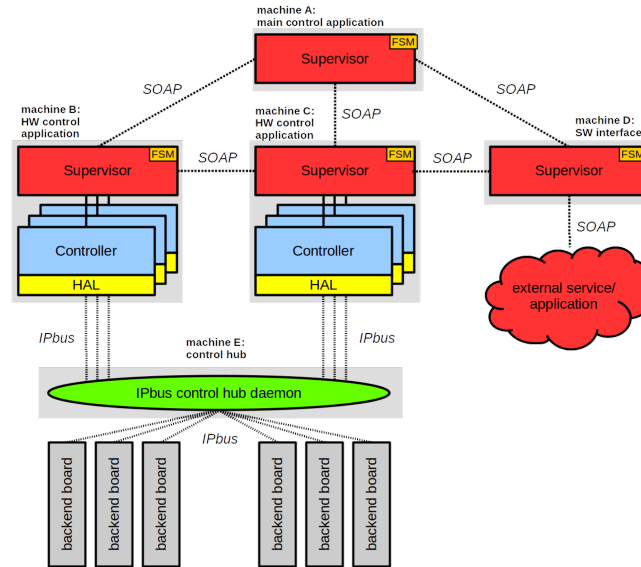 machine A:
main control application
FSM
Supervisor
SOAP
SOAP
SOAP
machine B:
HW control
application
machine C:
HW control
application
machine D:
SW interface
FSM
Supervisor
SOAP
FSM
Supervisor
SOAP
FSM
Supervisor
SOAP
Controller
HAL
Controller
HAL
external service/
application
IPbus
IPbus
machine E:
control hub
IPbus control hub daemon
IPbus
backend board
backend board
backend board
backend board
backend board
backend board